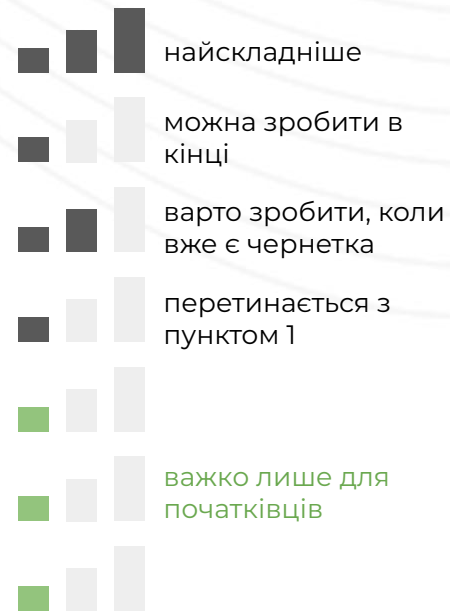 найскладніше
можна зробити в
кінці
варто зробити, коли
вже є чернетка
перетинається з
пунктом 1
важко лише для
початківців